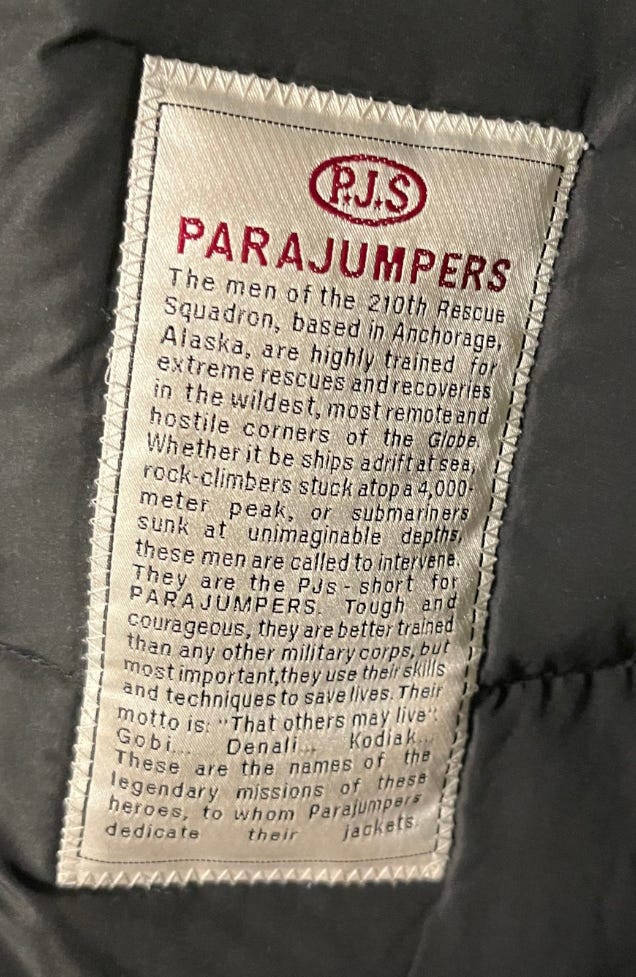 P.J.S
PARAJUMPERS
The men of the 210th Rescue
Squadron, based in Anchorage,
Alaska, are highly trained for
extreme rescues and recoveries
in the wildest, most remote and
hostile corners of the Globe.
Whether it be ships adrift at sea,
rock-climbers stuck atop a 4,000-
meter peak, or submariners
sunk at unimaginable depths,
these men are called to intervene.
They are the PJs - short for
PARAJUMPERS. Tough and
courageous, they are better trained
than any other military corps, but
most important, they use their skills
and techniques to save lives. Their
motto is: "That others may live".
Gobi... Denali... Kodiak...
These are the names of the
legendary missions of these
heroes, to whom Parajumpers
dedicate their jackets.